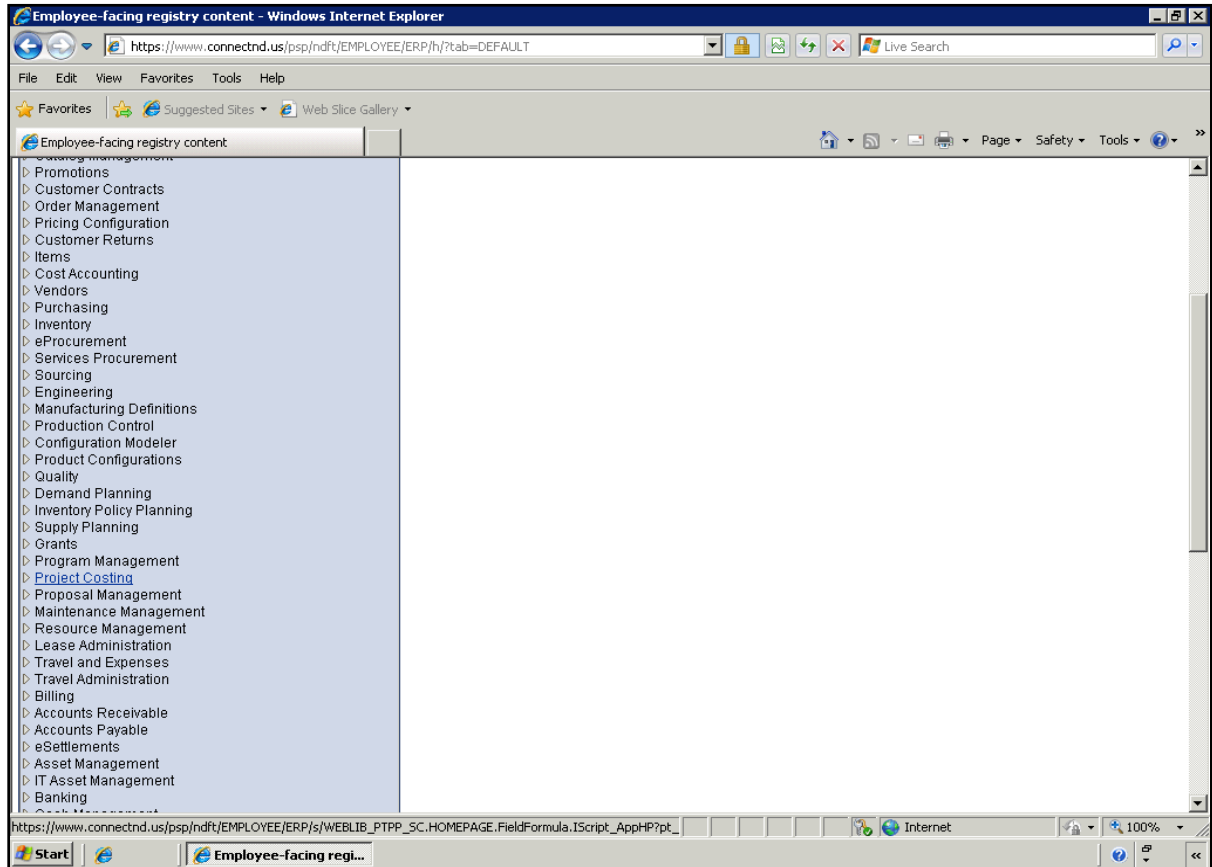 Employee-facing registry content - Windows Internet Explorer
https://www.connectnd.us/psp/ndft/EMPLOYEE/ERP/h/?tab=DEFAULT
Live Search
File Edit View Favorites Tools Help
Favorites Suggested Sites Web Slice Gallery
Employee-facing registry content
Page Safety Tools
Catalog Management
Promotions
Customer Contracts
Order Management
Pricing Configuration
Customer Returns
Items
Cost Accounting
Vendors
Purchasing
Inventory
eProcurement
Services Procurement
Sourcing
Engineering
Manufacturing Definitions
Production Control
Configuration Modeler
Product Configurations
Quality
Demand Planning
Inventory Policy Planning
Supply Planning
Grants
Program Management
Project Costing
Proposal Management
Maintenance Management
Resource Management
Lease Administration
Travel and Expenses
Travel Administration
Billing
Accounts Receivable
Accounts Payable
eSettlements
Asset Management
IT Asset Management
Banking
Cash Management
https://www.connectnd.us/psp/ndft/EMPLOYEE/ERP/s/WEBLIB_PTPP_SC.HOMEPAGE.FieldFormula.IScript_AppHP?pt_
Internet
100%
Start
Employee-facing regi...